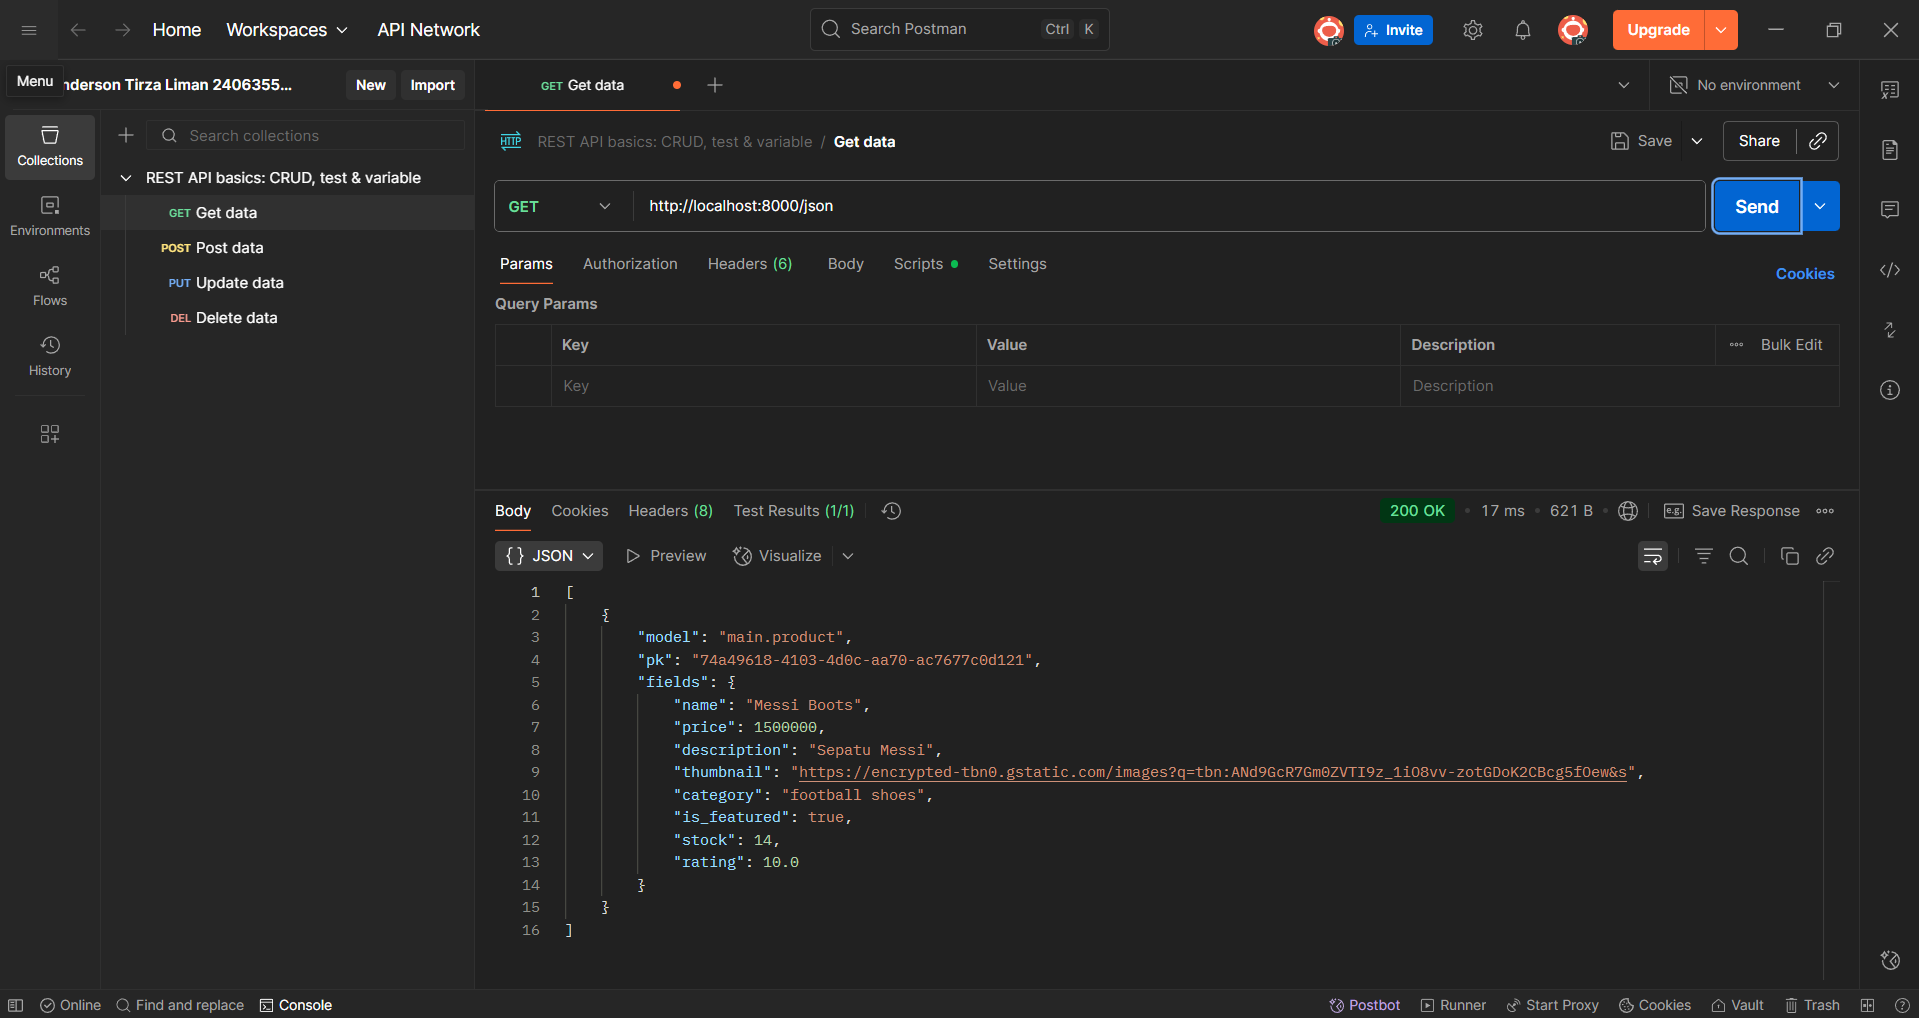 Home Workspaces API Network Search Postman Ctrl K Invite Upgrade
Menu nderson Tirza Liman 2406355... New Import GET Get data No environment
Search collections
Collections
REST API basics: CRUD, test & variable / Get data Save Share
REST API basics: CRUD, test & variable
GET Get data
POST Post data
PUT Update data
DEL Delete data
Environments
Flows
History
GET http://localhost:8000/json Send
Params Authorization Headers (6) Body Scripts Settings Cookies
Query Params
Key Value Description Bulk Edit
Key Value Description
Body Cookies Headers (8) Test Results (1/1) 200 OK 17 ms 621 B e.g. Save Response
{} JSON Preview Visualize
1 [
2 {
3 "model": "main.product",
4 "pk": "74a49618-4103-4d0c-aa70-ac7677c0d121",
5 "fields": {
6 "name": "Messi Boots",
7 "price": 1500000,
8 "description": "Sepatu Messi",
9 "thumbnail": "https://encrypted-tbn0.gstatic.com/images?q=tbn:ANd9GcR7Gm0ZVTI9z_1iO8vv-zotGDoK2CBcg5fOew&s",
10 "category": "football shoes",
11 "is_featured": true,
12 "stock": 14,
13 "rating": 10.0
14 }
15 }
16 ]
Online Find and replace Console Postbot Runner Start Proxy Cookies Vault Trash